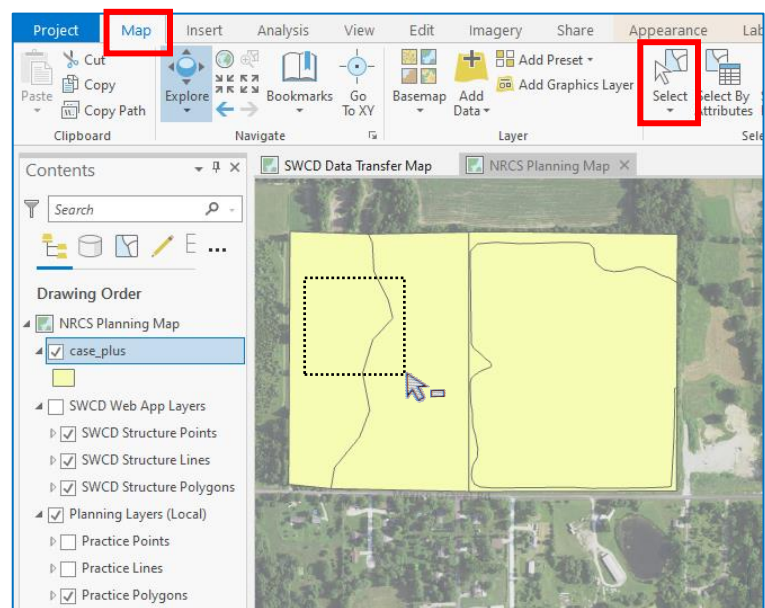 Project Map Insert Analysis View Edit Imagery Share Appearance Lab
Cut
Copy
Copy Path
Paste
Clipboard
Explore
Bookmarks
Go
To XY
Navigate
Basemap
Add
Data
Add Preset
Add Graphics Layer
Layer
Select
Select By
Attributes
Sele
Contents
Search
SWCD Data Transfer Map
NRCS Planning Map
Drawing Order
NRCS Planning Map
case_plus
SWCD Web App Layers
SWCD Structure Points
SWCD Structure Lines
SWCD Structure Polygons
Planning Layers (Local)
Practice Points
Practice Lines
Practice Polygons